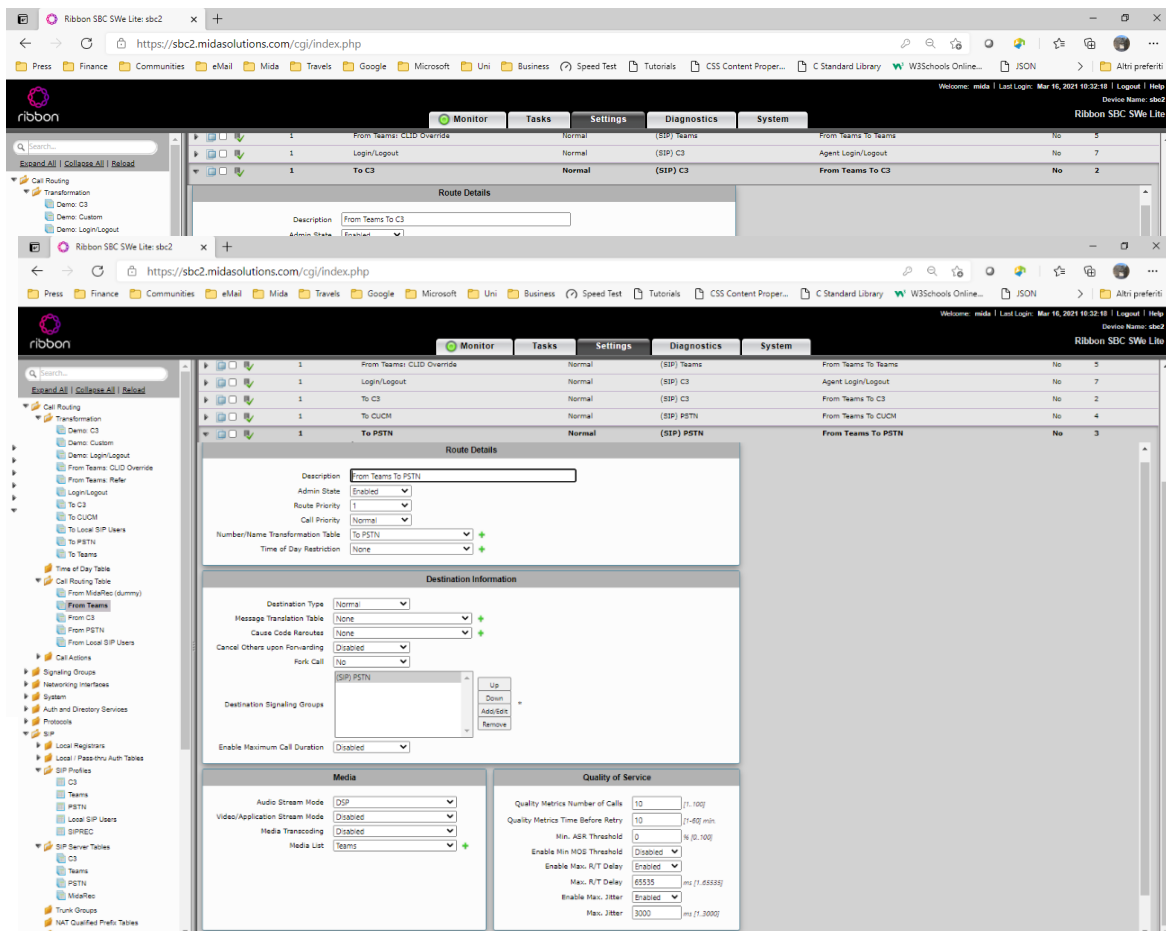 Ribbon SBC SWe Lite: sbc2
https://sbc2.midasolutions.com/cgi/index.php
Press Finance Communities eMail Mida Travels Google Microsoft Uni Business Speed Test Tutorials CSS Content Proper... C Standard Library W3Schools Online... JSON Altri preferiti
Welcome: mida | Last Login: Mar 16, 2021 10:32:18 | Logout | Help
Device Name: sbc2
Ribbon SBC SWe Lite
ribbon
Monitor Tasks Settings Diagnostics System
Search...
Expand All | Collapse All | Reload
Call Routing
Transformation
Demo: C3
Demo: Custom
Demo: Login/Logout
1 From Teams: CLID Override Normal (SIP) Teams From Teams To Teams No 5
1 Login/Logout Normal (SIP) C3 Agent Login/Logout No 7
1 To C3 Normal (SIP) C3 From Teams To C3 No 2
Route Details
Description From Teams To C3
Admin State Enabled
Ribbon SBC SWe Lite: sbc2
https://sbc2.midasolutions.com/cgi/index.php
Press Finance Communities eMail Mida Travels Google Microsoft Uni Business Speed Test Tutorials CSS Content Proper... C Standard Library W3Schools Online... JSON Altri preferiti
Welcome: mida | Last Login: Mar 16, 2021 10:32:18 | Logout | Help
Device Name: sbc2
Ribbon SBC SWe Lite
ribbon
Monitor Tasks Settings Diagnostics System
Search...
Expand All | Collapse All | Reload
Call Routing
Transformation
Demo: C3
Demo: Custom
Demo: Login/Logout
From Teams: CLID Override
From Teams: Refer
Login/Logout
To C3
To CUCM
To Local SIP Users
To PSTN
To Teams
Time of Day Table
Call Routing Table
From MidaRec (dummy)
From Teams
From C3
From PSTN
From Local SIP Users
Call Actions
Signaling Groups
Networking Interfaces
System
Auth and Directory Services
Protocols
SIP
Local Registrars
Local / Pass-thru Auth Tables
SIP Profiles
C3
Teams
PSTN
Local SIP Users
SIPREC
SIP Server Tables
C3
Teams
PSTN
MidaRec
Trunk Groups
NAT Qualified Prefix Tables
1 From Teams: CLID Override Normal (SIP) Teams From Teams To Teams No 5
1 Login/Logout Normal (SIP) C3 Agent Login/Logout No 7
1 To C3 Normal (SIP) C3 From Teams To C3 No 2
1 To CUCM Normal (SIP) PSTN From Teams To CUCM No 4
1 To PSTN Normal (SIP) PSTN From Teams To PSTN No 3
Route Details
Description From Teams To PSTN
Admin State Enabled
Route Priority 1
Call Priority Normal
Number/Name Transformation Table To PSTN
Time of Day Restriction None
Destination Information
Destination Type Normal
Message Translation Table None
Cause Code Reroutes None
Cancel Others upon Forwarding Disabled
Fork Call No
Destination Signaling Groups (SIP) PSTN Up Down Add/Edit Remove *
Enable Maximum Call Duration Disabled
Media
Audio Stream Mode DSP
Video/Application Stream Mode Disabled
Media Transcoding Disabled
Media List Teams
Quality of Service
Quality Metrics Number of Calls 10 [1..100]
Quality Metrics Time Before Retry 10 [1-60] min.
Min. ASR Threshold 0 % [0..100]
Enable Min MOS Threshold Disabled
Enable Max. R/T Delay Enabled
Max. R/T Delay 65535 ms [1..65535]
Enable Max. Jitter Enabled
Max. Jitter 3000 ms [1..3000]